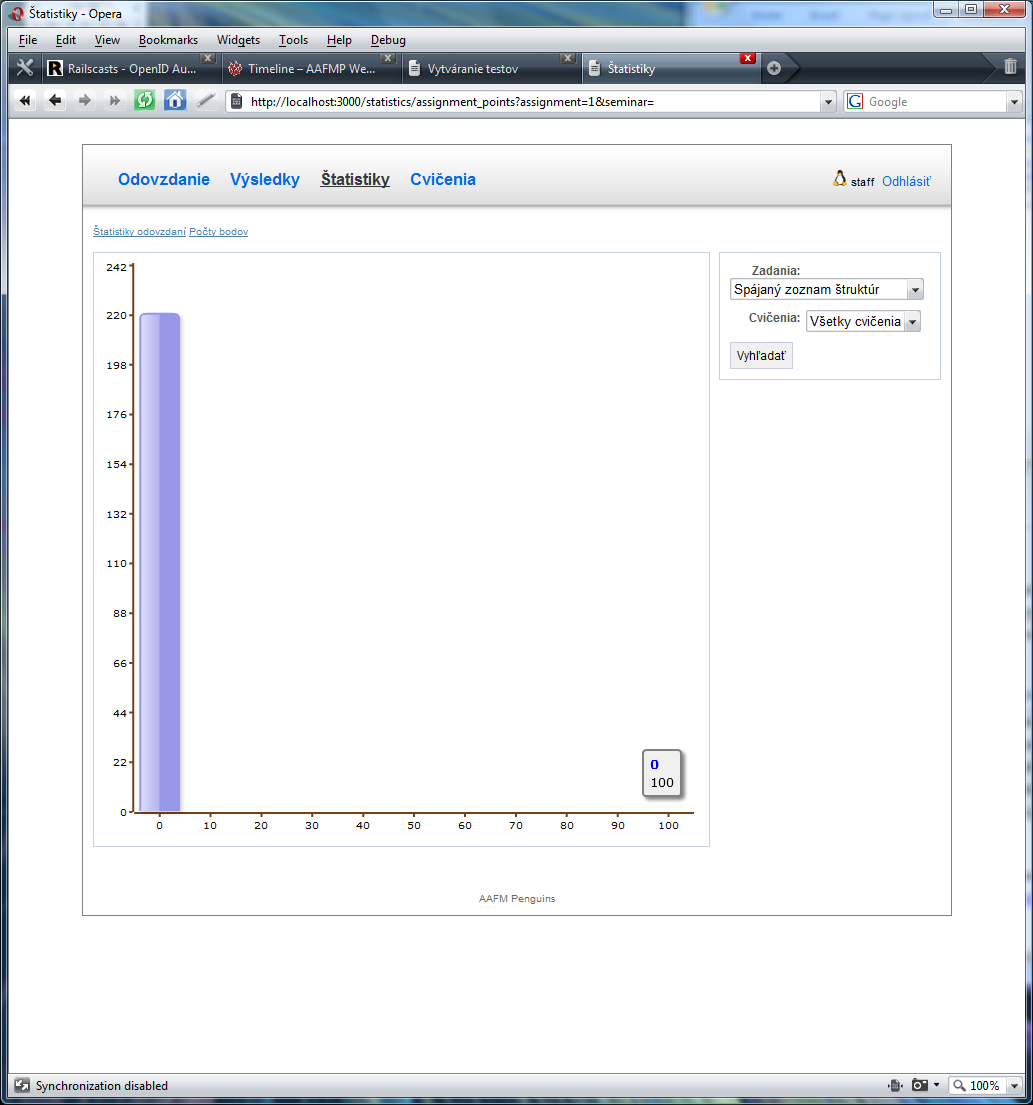 Štatistiky - Opera
File Edit View Bookmarks Widgets Tools Help Debug
Railscasts - OpenID Au... Timeline – AAFMP We... Vytváranie testov Štatistiky
http://localhost:3000/statistics/assignment_points?assignment=1&seminar= Google
Odovzdanie Výsledky Štatistiky Cvičenia staff Odhlásiť
Štatistiky odovzdaní Počty bodov
Zadania:
Spájaný zoznam štruktúr
Cvičenia: Všetky cvičenia
Vyhľadať
242
220
198
176
154
132
110
88
66
44
22
0
0
100
0 10 20 30 40 50 60 70 80 90 100
AAFM Penguins
Synchronization disabled 100%